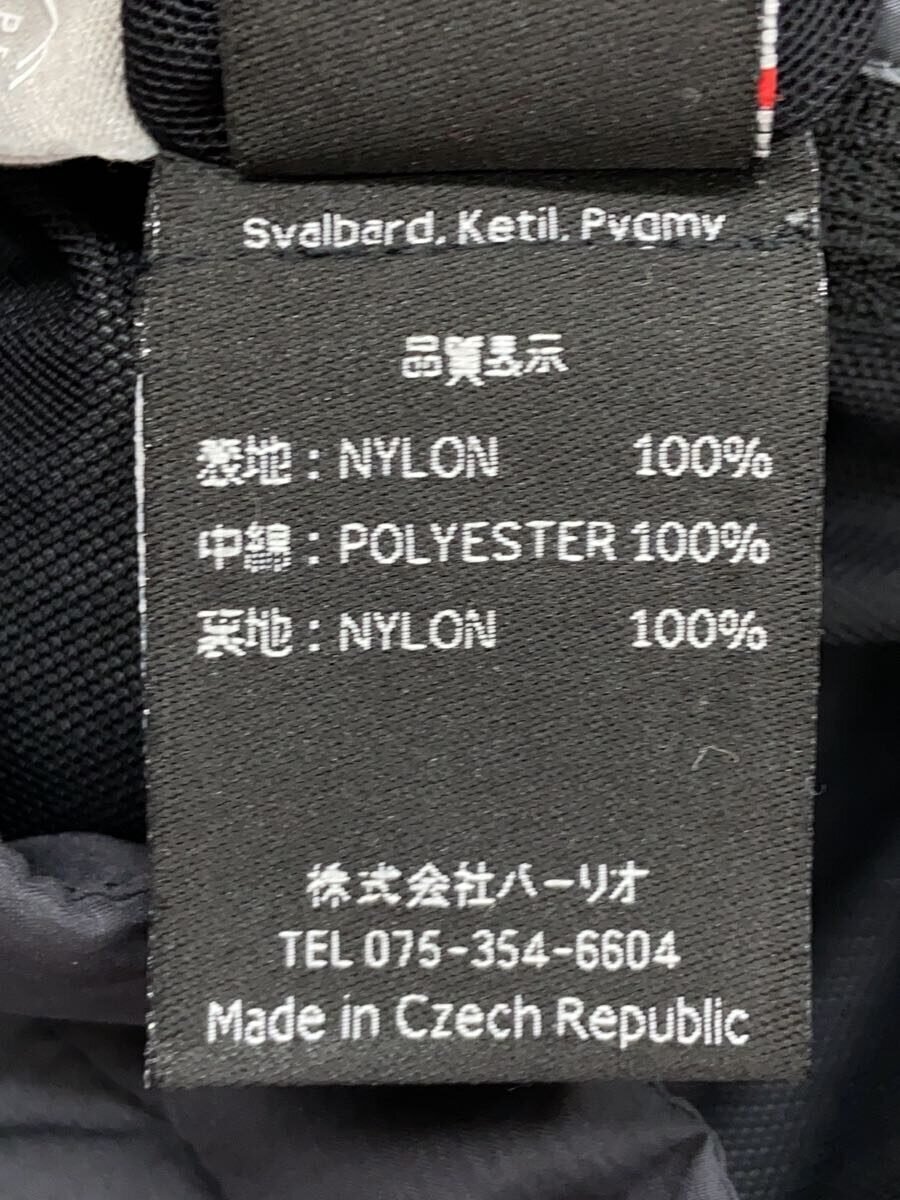 Svalbard, Ketil, Pygmy
品質表示
表地 : NYLON 100%
中綿 : POLYESTER 100%
裏地 : NYLON 100%
株式会社バーリオ
TEL 075-354-6604
Made in Czech Republic